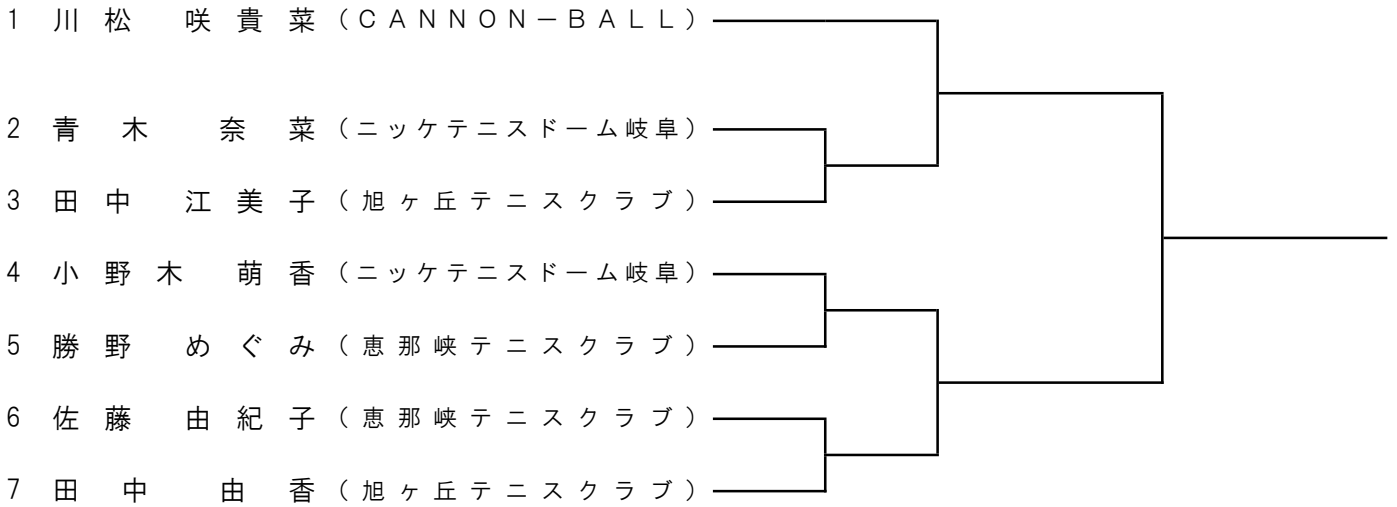 1 川松 咲貴菜 (CANNON－BALL)
2 青木 奈菜 (ニッケテニスドーム岐阜)
3 田中 江美子 (旭ヶ丘テニスクラブ)
4 小野木 萌香 (ニッケテニスドーム岐阜)
5 勝野 めぐみ (恵那峡テニスクラブ)
6 佐藤 由紀子 (恵那峡テニスクラブ)
7 田中 由香 (旭ヶ丘テニスクラブ)